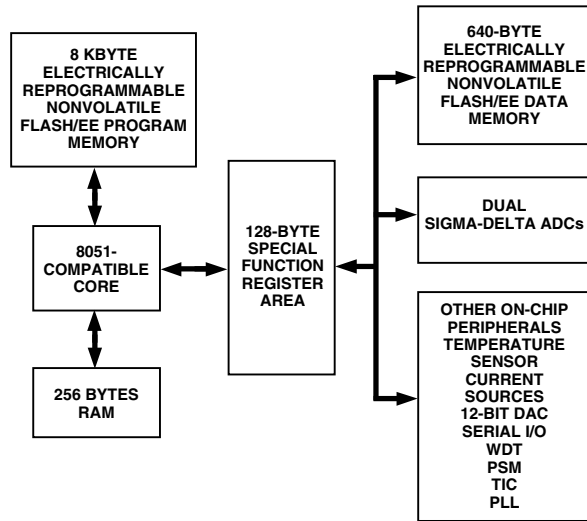 8 KBYTE
ELECTRICALLY
REPROGRAMMABLE
NONVOLATILE
FLASH/EE PROGRAM
MEMORY
8051-
COMPATIBLE
CORE
256 BYTES
RAM
128-BYTE
SPECIAL
FUNCTION
REGISTER
AREA
640-BYTE
ELECTRICALLY
REPROGRAMMABLE
NONVOLATILE
FLASH/EE DATA
MEMORY
DUAL
SIGMA-DELTA ADCs
OTHER ON-CHIP
PERIPHERALS
TEMPERATURE
SENSOR
CURRENT
SOURCES
12-BIT DAC
SERIAL I/O
WDT
PSM
TIC
PLL